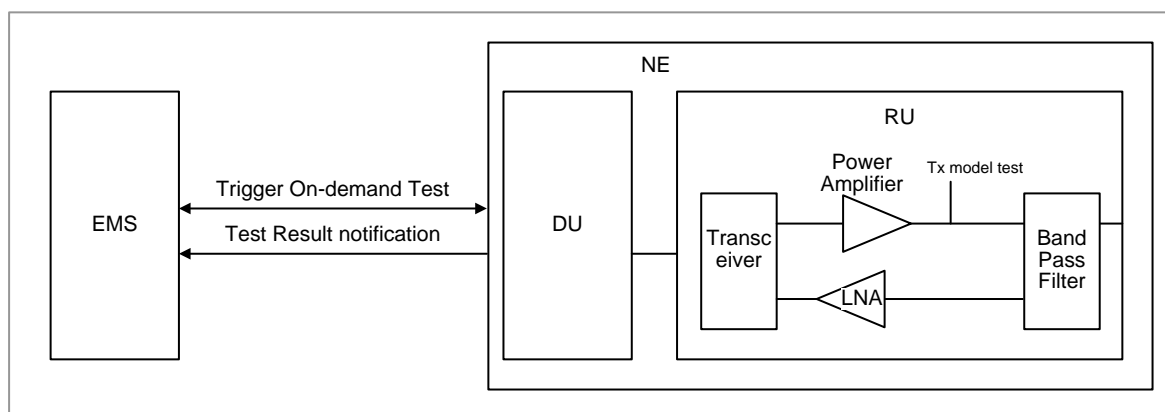 NE
RU
Power
Amplifier
Tx model test
Trigger On-demand Test
EMS
DU
Test Result notification
Transc
eiver
Band
Pass
Filter
LNA